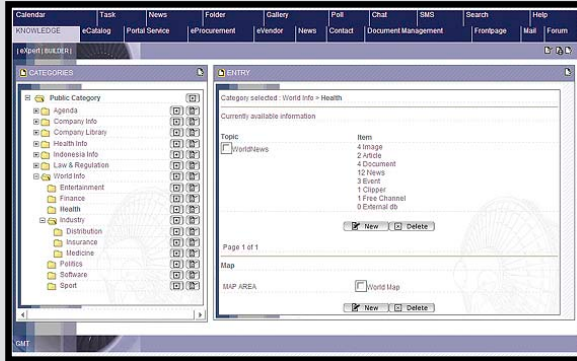 Calendar Task News Folder Gallery Poll Chat SMS Search Help
KNOWLEDGE eCatalog Portal Service eProcurement eVendor News Contact Document Management Frontpage Mail Forum
| eXpert | BUILDER |
CATEGORIES
Public Category
Agenda
Company Info
Company Library
Health Info
Indonesia Info
Law & Regulation
World Info
Entertainment
Finance
Health
Industry
Distribution
Insurance
Medicine
Politics
Software
Sport
ENTRY
Category selected : World Info > Health
Currently available information
Topic Item
WorldNews 4 Image
2 Article
4 Document
12 News
3 Event
1 Clipper
1 Free Channel
0 External db
New Delete
Page 1 of 1
Map
MAP AREA World Map
New Delete
GMT